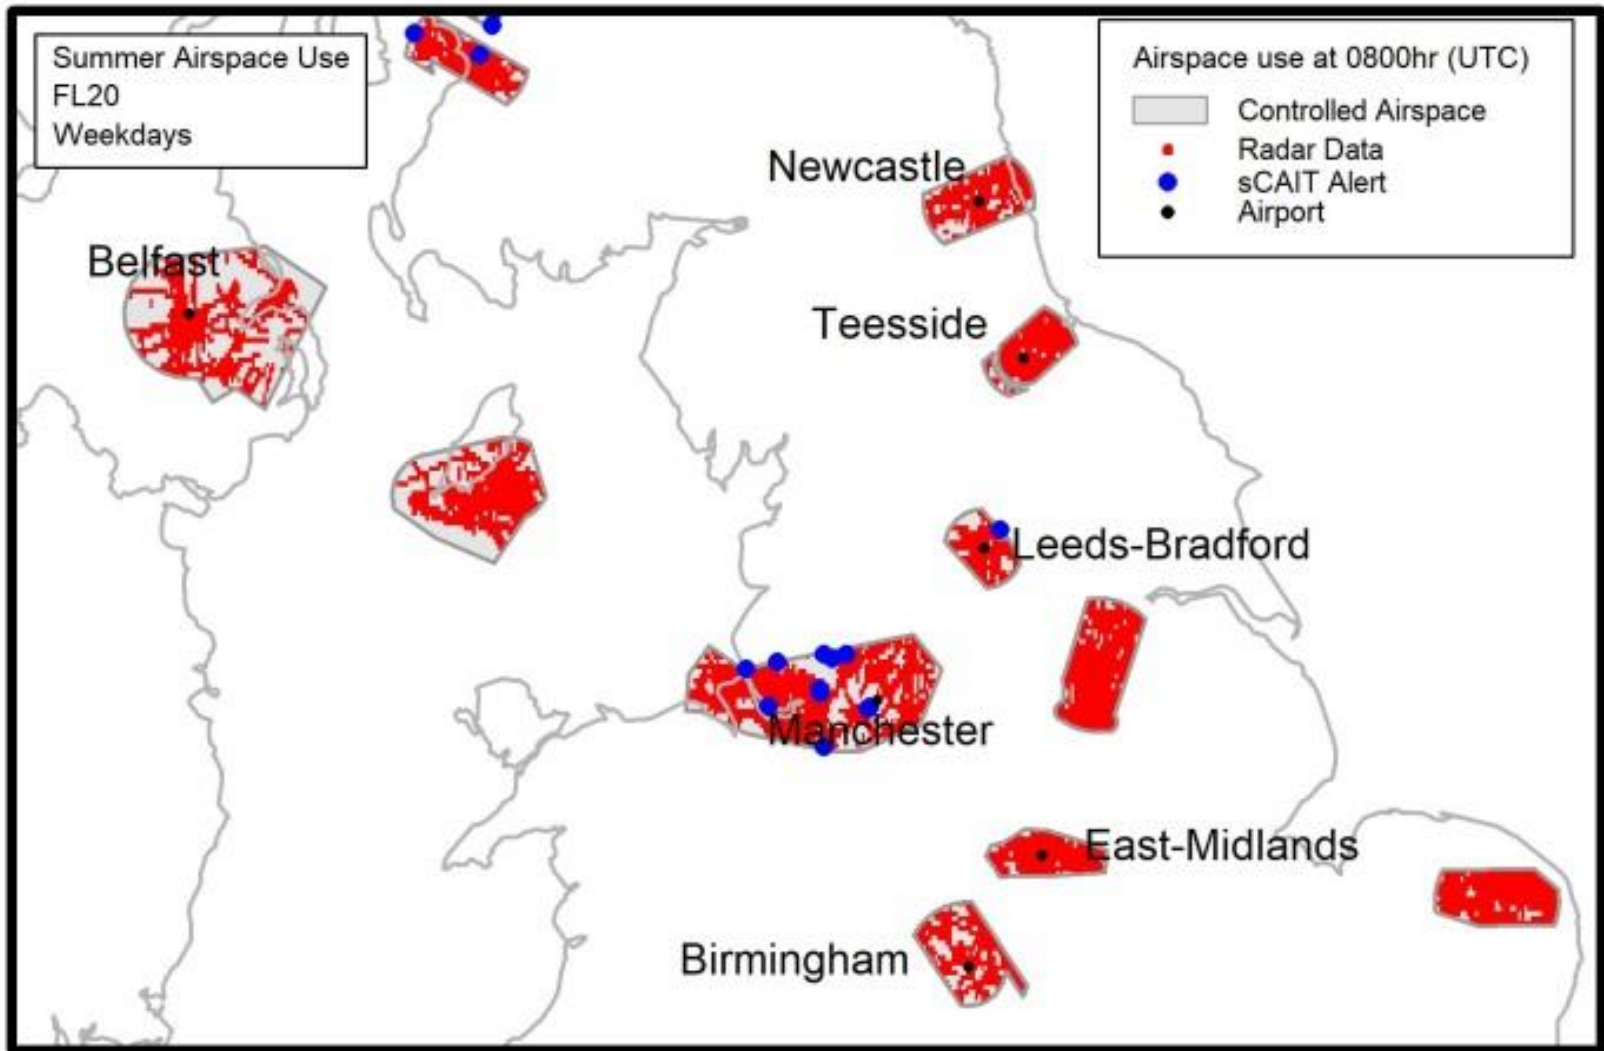 Summer Airspace Use
FL20
Weekdays
Airspace use at 0800hr (UTC)
Controlled Airspace
Radar Data
sCAIT Alert
Airport
Newcastle
Belfast
Teesside
Leeds-Bradford
Manchester
East-Midlands
Birmingham